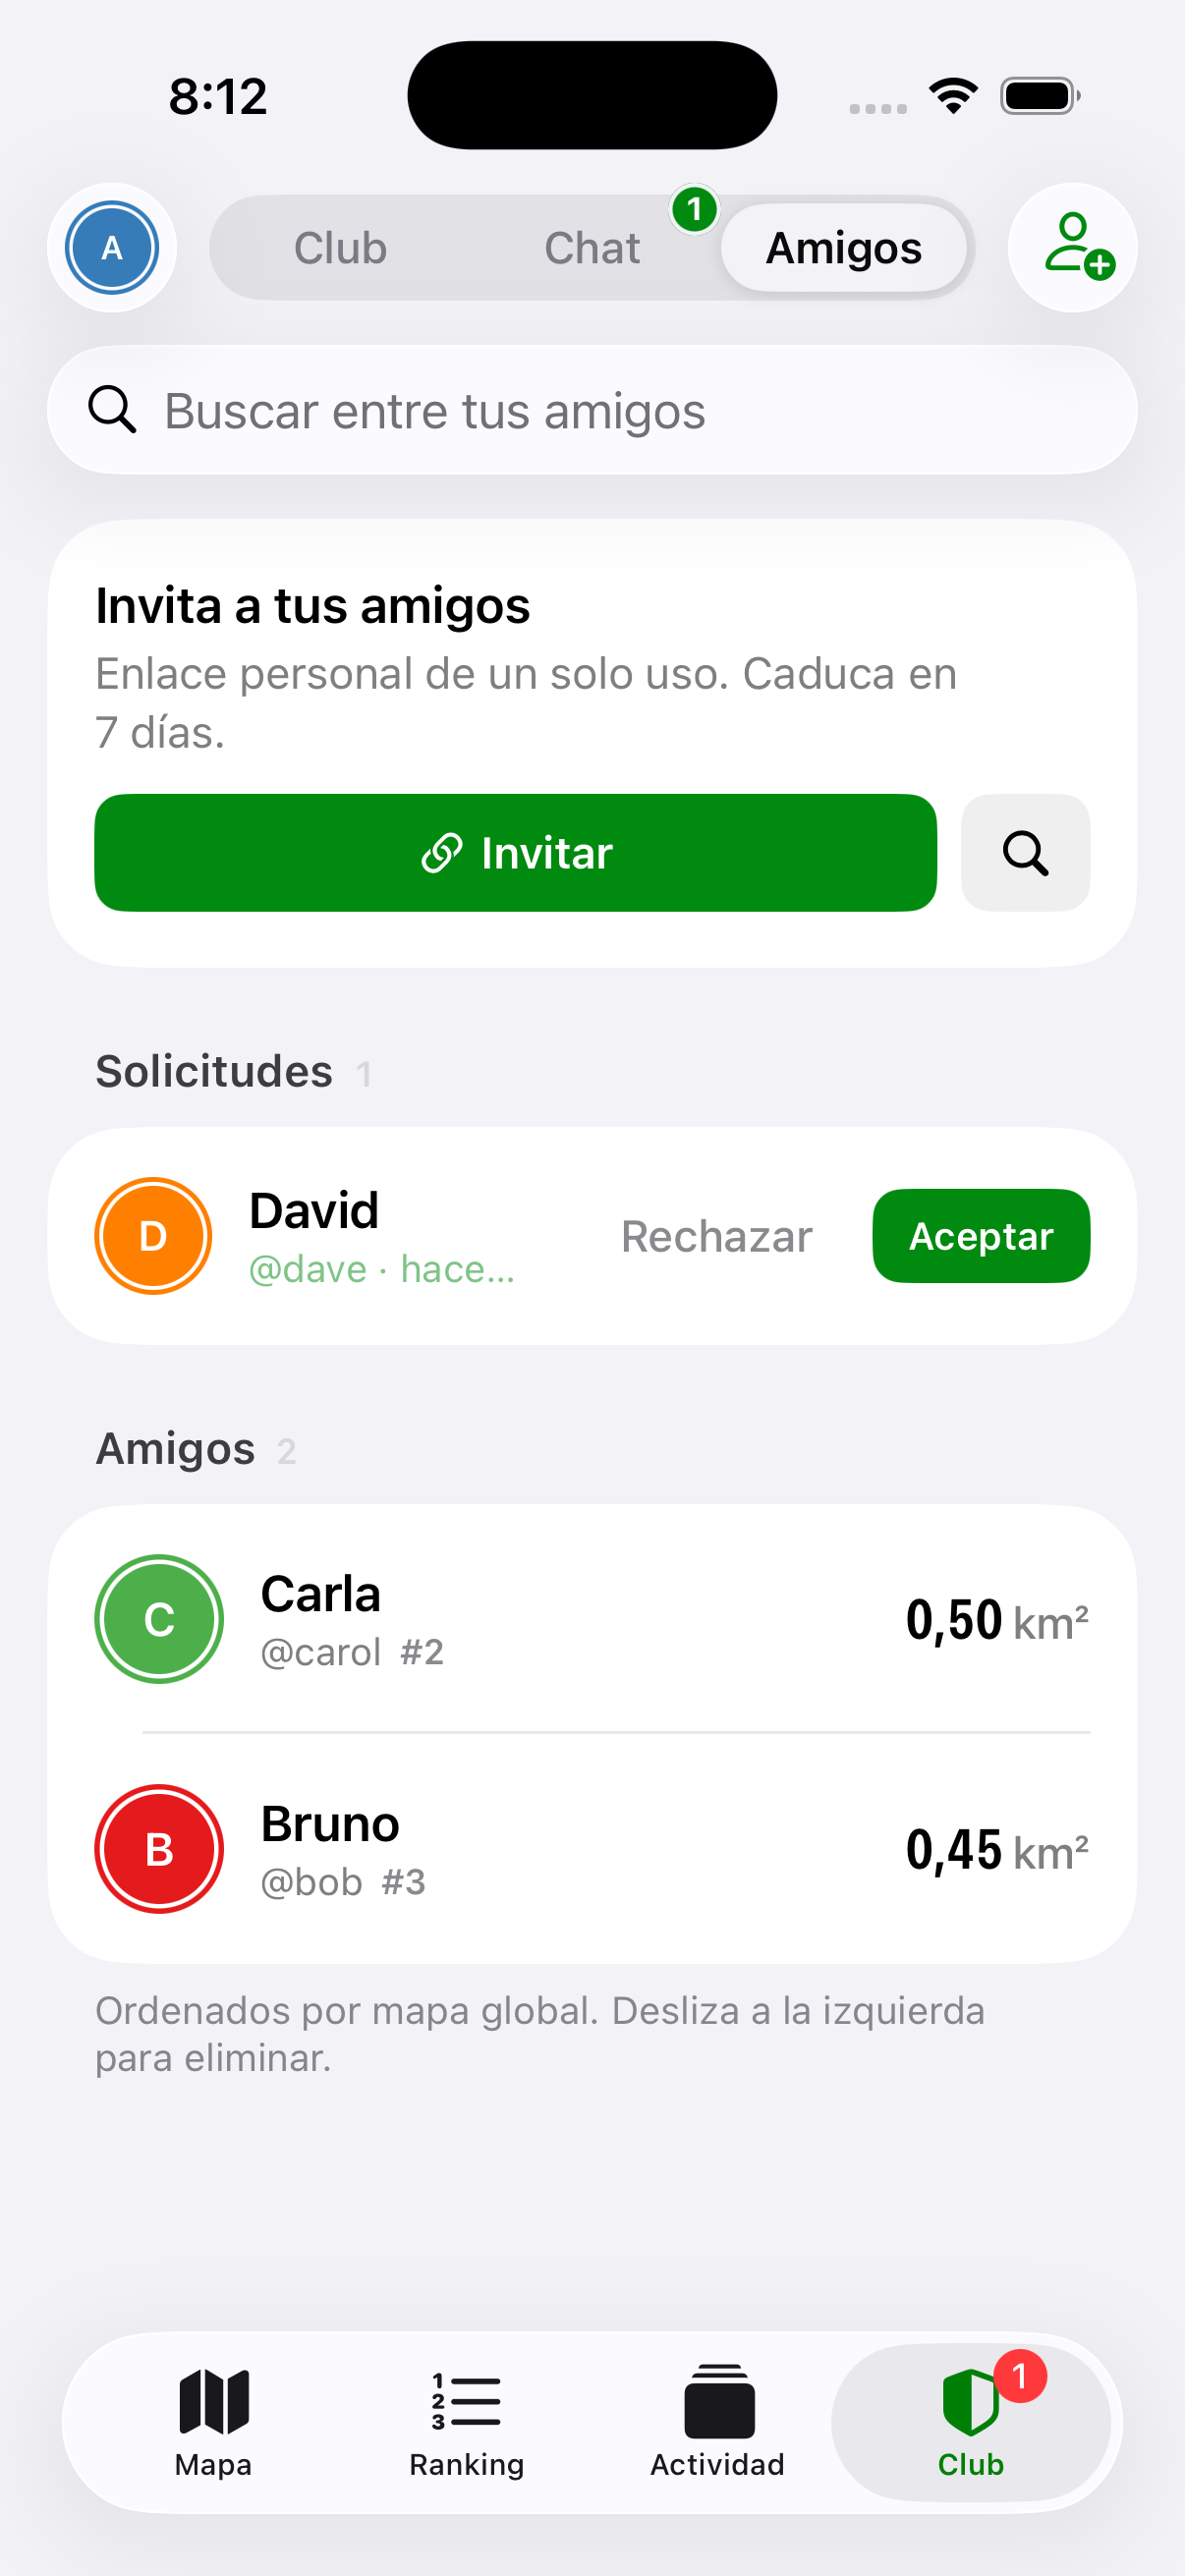 8:12
A
Club
Chat
1
Amigos
Buscar entre tus amigos
Invita a tus amigos
Enlace personal de un solo uso. Caduca en
7 días.
Invitar
Solicitudes 1
D
David
@dave · hace...
Rechazar
Aceptar
Amigos 2
C
Carla
@carol #2
0,50 km²
B
Bruno
@bob #3
0,45 km²
Ordenados por mapa global. Desliza a la izquierda
para eliminar.
1
2
3
1
Mapa
Ranking
Actividad
Club